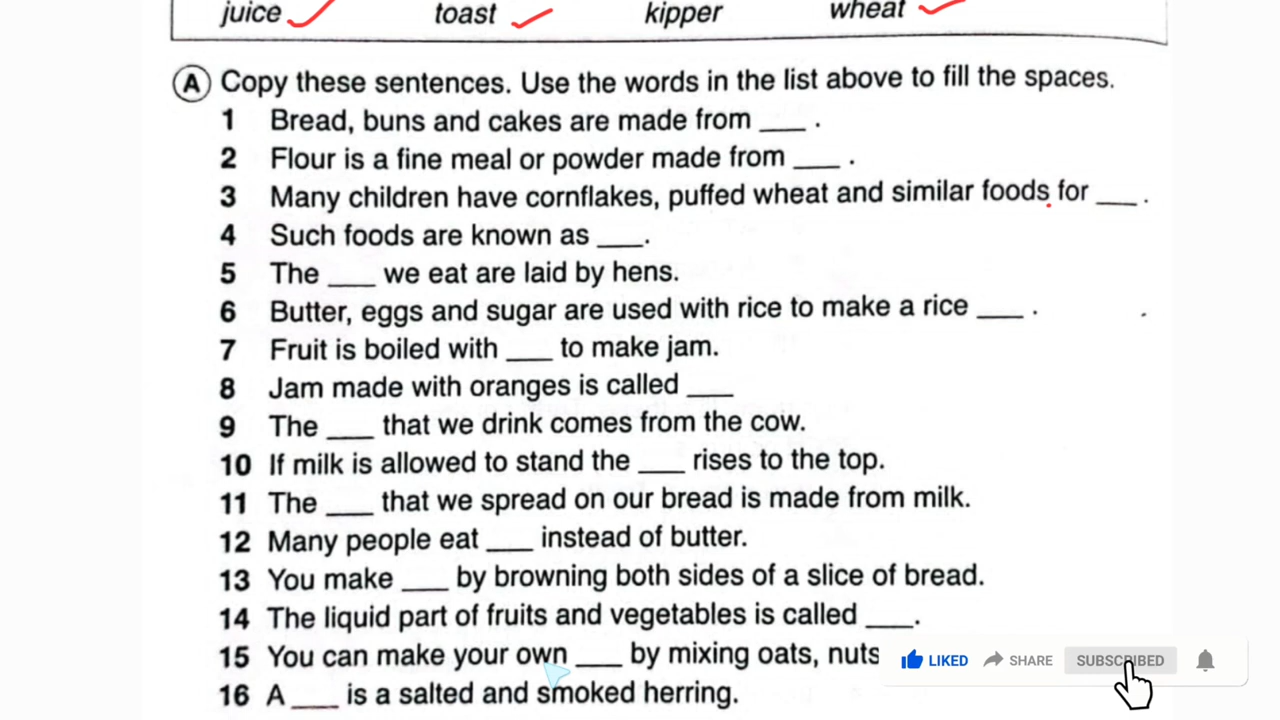 juice toast kipper wheat
A Copy these sentences. Use the words in the list above to fill the spaces.
1 Bread, buns and cakes are made from ___ .
2 Flour is a fine meal or powder made from ___ .
3 Many children have cornflakes, puffed wheat and similar foods for ___ .
4 Such foods are known as ___.
5 The ___ we eat are laid by hens.
6 Butter, eggs and sugar are used with rice to make a rice ___ .
7 Fruit is boiled with ___ to make jam.
8 Jam made with oranges is called ___
9 The ___ that we drink comes from the cow.
10 If milk is allowed to stand the ___ rises to the top.
11 The ___ that we spread on our bread is made from milk.
12 Many people eat ___ instead of butter.
13 You make ___ by browning both sides of a slice of bread.
14 The liquid part of fruits and vegetables is called ___.
15 You can make your own ___ by mixing oats, nuts
LIKED SHARE SUBSCRIBED
16 A ___ is a salted and smoked herring.